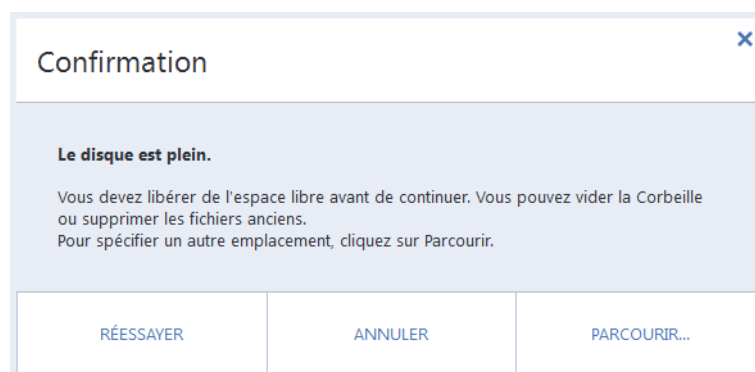 Confirmation
Le disque est plein.
Vous devez libérer de l'espace libre avant de continuer. Vous pouvez vider la Corbeille
ou supprimer les fichiers anciens.
Pour spécifier un autre emplacement, cliquez sur Parcourir.
RÉESSAYER
ANNULER
PARCOURIR...